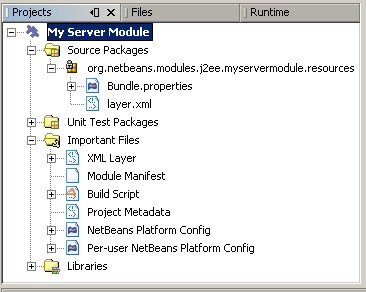 Projects Files Runtime
My Server Module
Source Packages
org.netbeans.modules.j2ee.myservermodule.resources
Bundle.properties
layer.xml
Unit Test Packages
Important Files
XML Layer
Module Manifest
Build Script
Project Metadata
NetBeans Platform Config
Per-user NetBeans Platform Config
Libraries